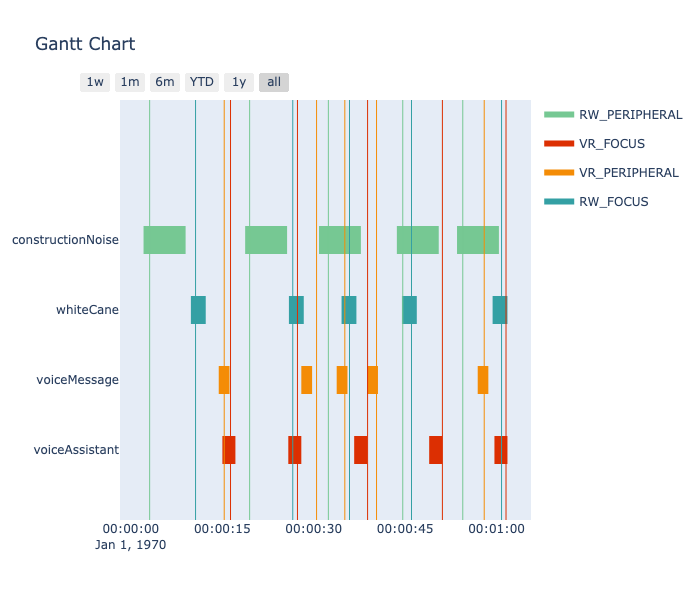 Gantt Chart
1w 1m 6m YTD 1y all
RW_PERIPHERAL
VR_FOCUS
VR_PERIPHERAL
RW_FOCUS
constructionNoise
whiteCane
voiceMessage
voiceAssistant
00:00:00 00:00:15 00:00:30 00:00:45 00:01:00
Jan 1, 1970